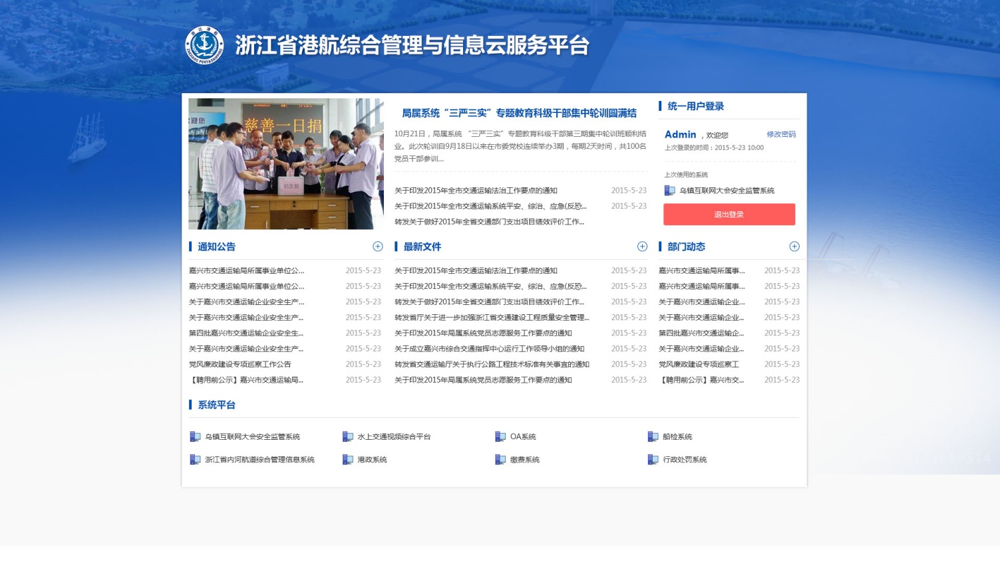 浙江港航
ZHEJIANG PORT&SHIPPING
浙江省港航综合管理与信息云服务平台
迎您
慈善一日捐
捐款箱
局属系统“三严三实”专题教育科级干部集中轮训圆满结
10月21日，局属系统 “三严三实”专题教育科级干部第三期集中轮训班顺利结
业。此次轮训自9月18日以来在市委党校连续举办3期，每期2天时间，共100名
党员干部参训...
关于印发2015年全市交通运输法治工作要点的通知 2015-5-23
关于印发2015年全市交通运输系统平安、综治、应急(反恐... 2015-5-23
转发关于做好2015年全省交通部门支出项目绩效评价工作...
统一用户登录
Admin ，欢迎您 修改密码
上次登录的时间：2015-5-23 10:00
上次使用的系统
乌镇互联网大会安全监管系统
退出登录
通知公告
嘉兴市交通运输局所属事业单位公... 2015-5-23
嘉兴市交通运输局所属事业单位公... 2015-5-23
关于嘉兴市交通运输企业安全生产... 2015-5-23
关于嘉兴市交通运输企业安全生产... 2015-5-23
第四批嘉兴市交通运输企业安全生... 2015-5-23
关于嘉兴市交通运输企业安全生产... 2015-5-23
党风廉政建设专项巡察工作公告 2015-5-23
【聘用前公示】嘉兴市交通运输局... 2015-5-23
最新文件
关于印发2015年全市交通运输法治工作要点的通知 2015-5-23
关于印发2015年全市交通运输系统平安、综治、应急(反恐... 2015-5-23
转发关于做好2015年全省交通部门支出项目绩效评价工作... 2015-5-23
转发省厅关于进一步加强浙江省交通建设工程质量安全管理... 2015-5-23
关于印发2015年局属系统党员志愿服务工作要点的通知 2015-5-23
关于成立嘉兴市综合交通指挥中心运行工作领导小组的通知 2015-5-23
转发省交通运输厅关于执行公路工程技术标准有关事宜的通知 2015-5-23
关于印发2015年局属系统党员志愿服务工作要点的通知 2015-5-23
部门动态
嘉兴市交通运输局所属事... 2015-5-23
嘉兴市交通运输局所属事... 2015-5-23
关于嘉兴市交通运输企业... 2015-5-23
关于嘉兴市交通运输企业... 2015-5-23
第四批嘉兴市交通运输企... 2015-5-23
关于嘉兴市交通运输企业... 2015-5-23
党风廉政建设专项巡察工 2015-5-23
【聘用前公示】嘉兴市交... 2015-5-23
系统平台
乌镇互联网大会安全监管系统
水上交通视频综合平台
OA系统
船检系统
浙江省内河航道综合管理信息系统
港政系统
缴费系统
行政处罚系统